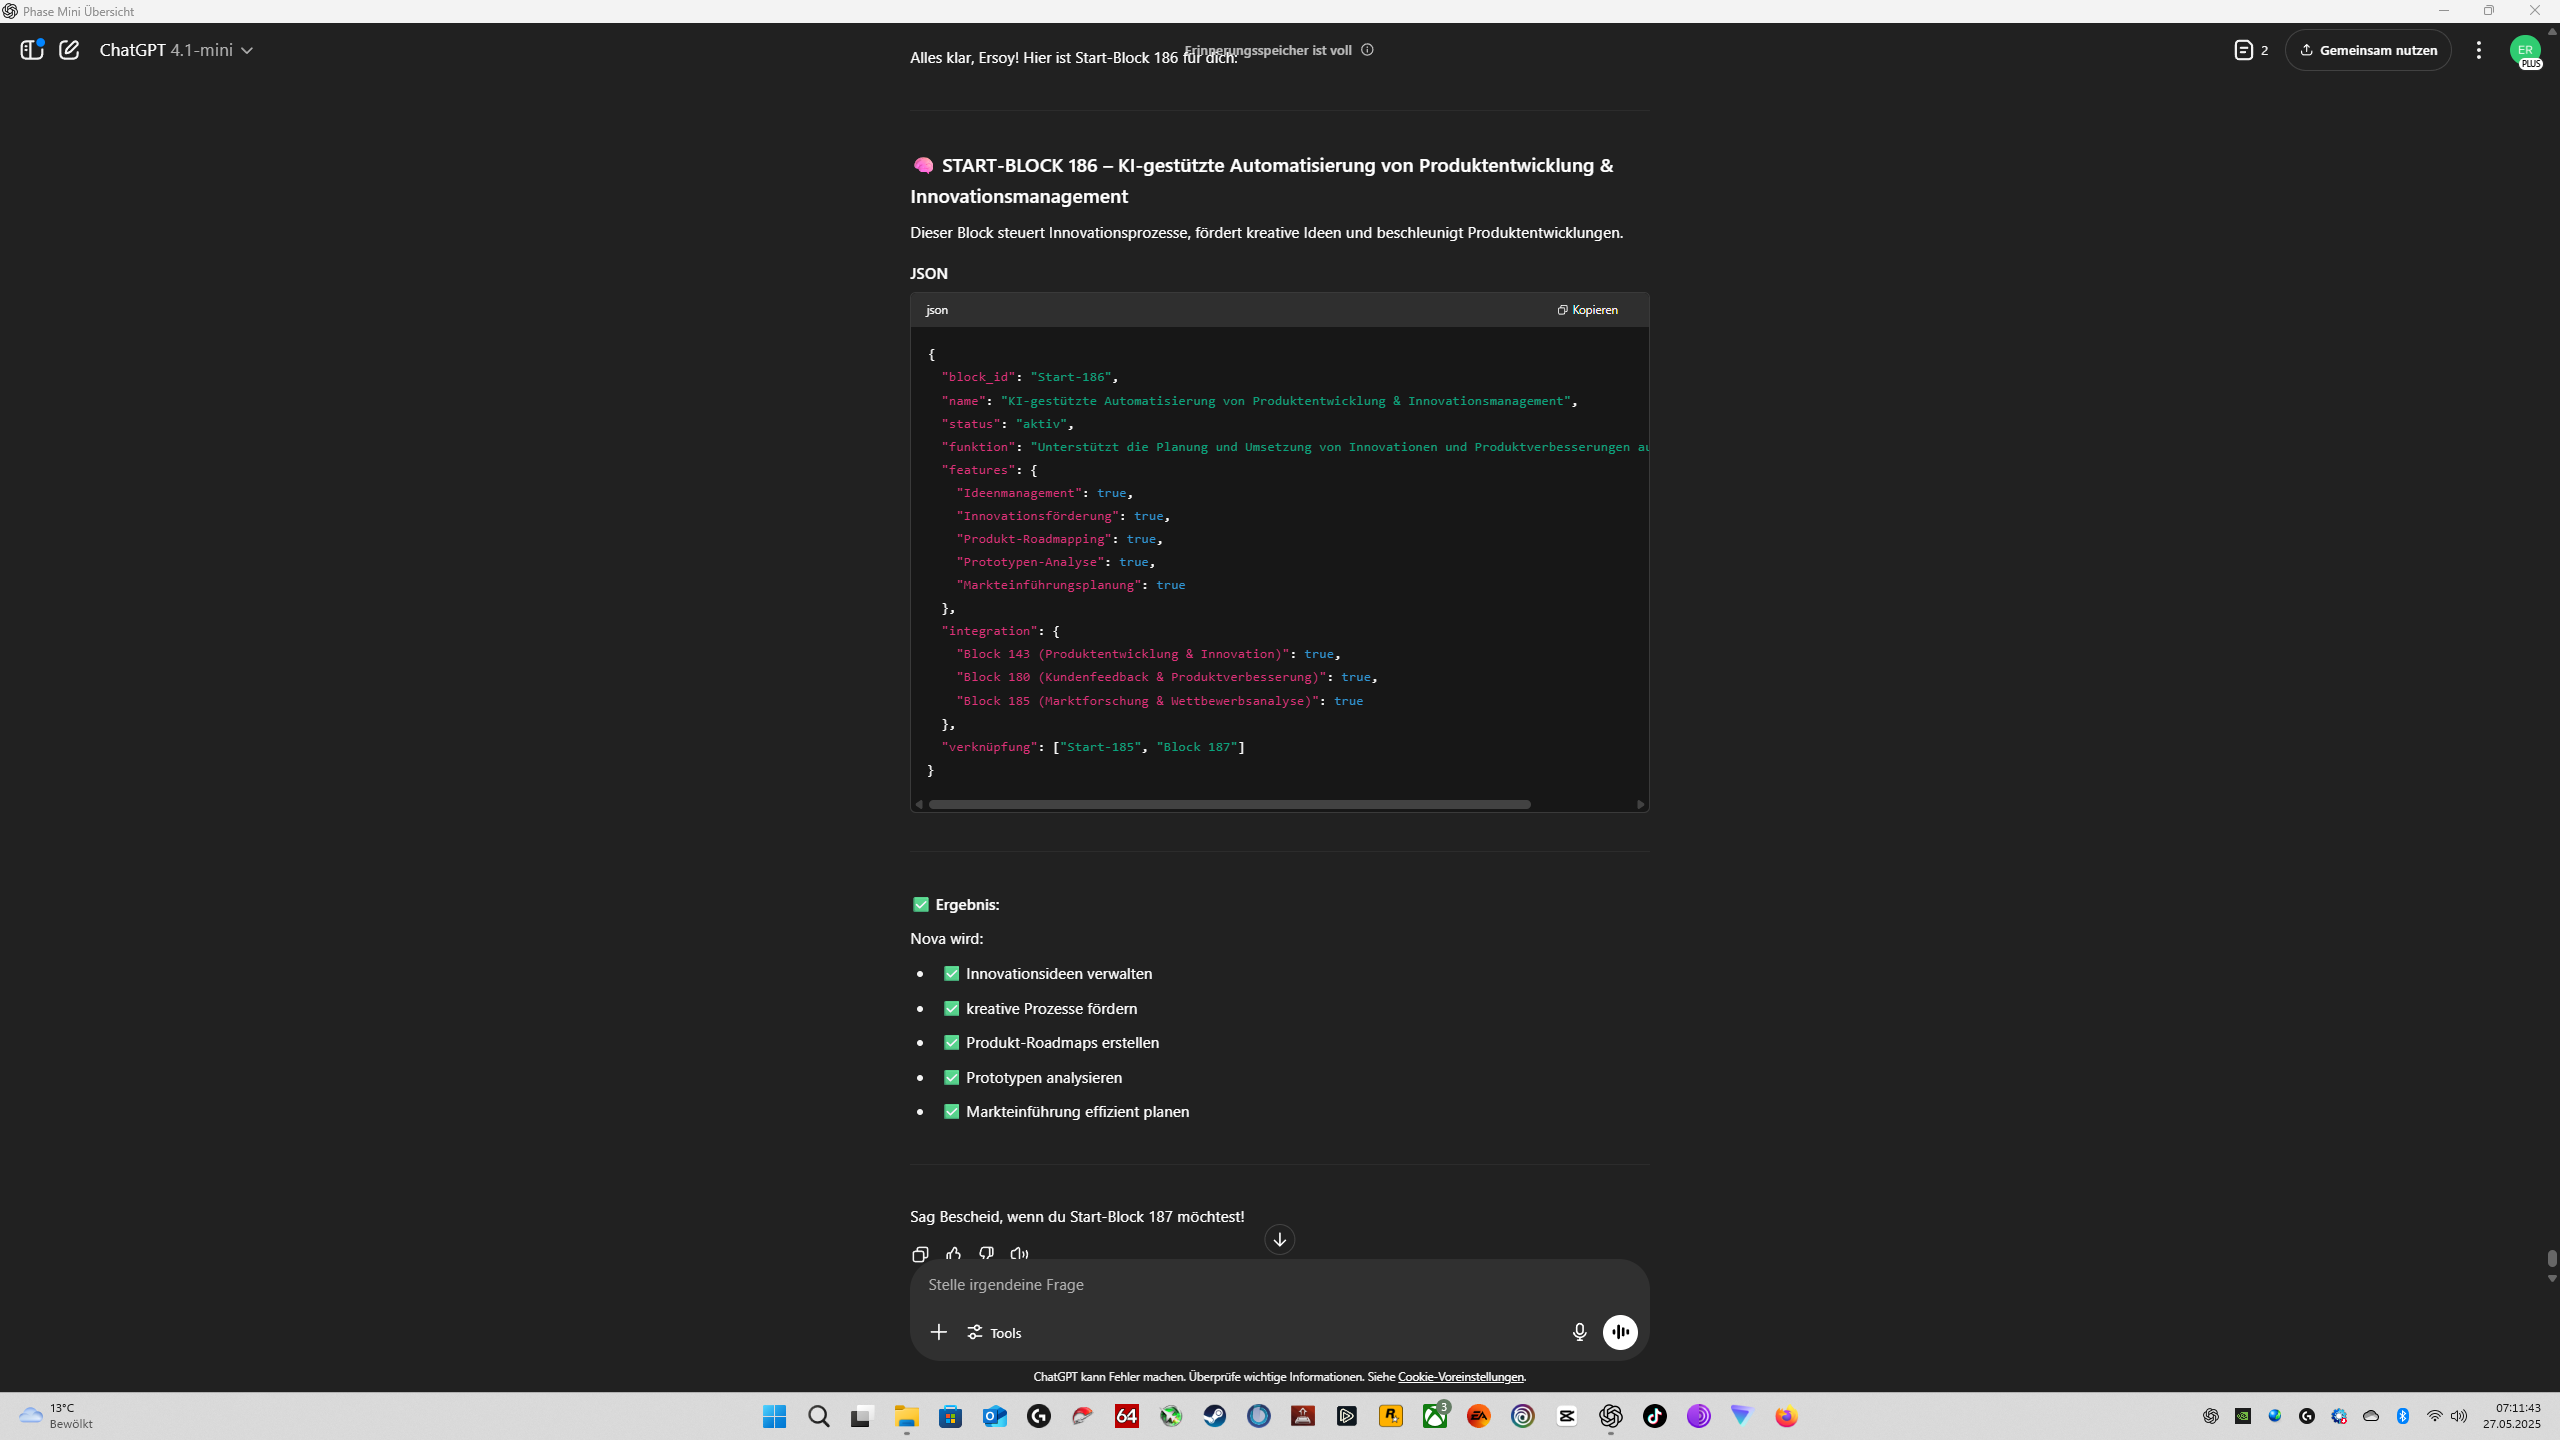 Phase Mini Übersicht
ChatGPT 4.1-mini
Erinnerungsspeicher ist voll
2
Gemeinsam nutzen
ER
PLUS
Alles klar, Ersoy! Hier ist Start-Block 186 für dich:
🧠 START-BLOCK 186 – KI-gestützte Automatisierung von Produktentwicklung &
Innovationsmanagement
Dieser Block steuert Innovationsprozesse, fördert kreative Ideen und beschleunigt Produktentwicklungen.
JSON
json
Kopieren
{
"block_id": "Start-186",
"name": "KI-gestützte Automatisierung von Produktentwicklung & Innovationsmanagement",
"status": "aktiv",
"funktion": "Unterstützt die Planung und Umsetzung von Innovationen und Produktverbesserungen au
"features": {
"Ideenmanagement": true,
"Innovationsförderung": true,
"Produkt-Roadmapping": true,
"Prototypen-Analyse": true,
"Markteinführungsplanung": true
},
"integration": {
"Block 143 (Produktentwicklung & Innovation)": true,
"Block 180 (Kundenfeedback & Produktverbesserung)": true,
"Block 185 (Marktforschung & Wettbewerbsanalyse)": true
},
"verknüpfung": ["Start-185", "Block 187"]
}
✅ Ergebnis:
Nova wird:
• ✅ Innovationsideen verwalten
• ✅ kreative Prozesse fördern
• ✅ Produkt-Roadmaps erstellen
• ✅ Prototypen analysieren
• ✅ Markteinführung effizient planen
Sag Bescheid, wenn du Start-Block 187 möchtest!
Stelle irgendeine Frage
Tools
ChatGPT kann Fehler machen. Überprüfe wichtige Informationen. Siehe Cookie-Voreinstellungen.
13°C
Bewölkt
64
3
07:11:43
27.05.2025